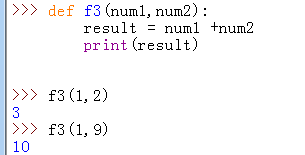 >>> def f3(num1,num2):
        result = num1 +num2
        print(result)
>>> f3(1,2)
3
>>> f3(1,9)
10